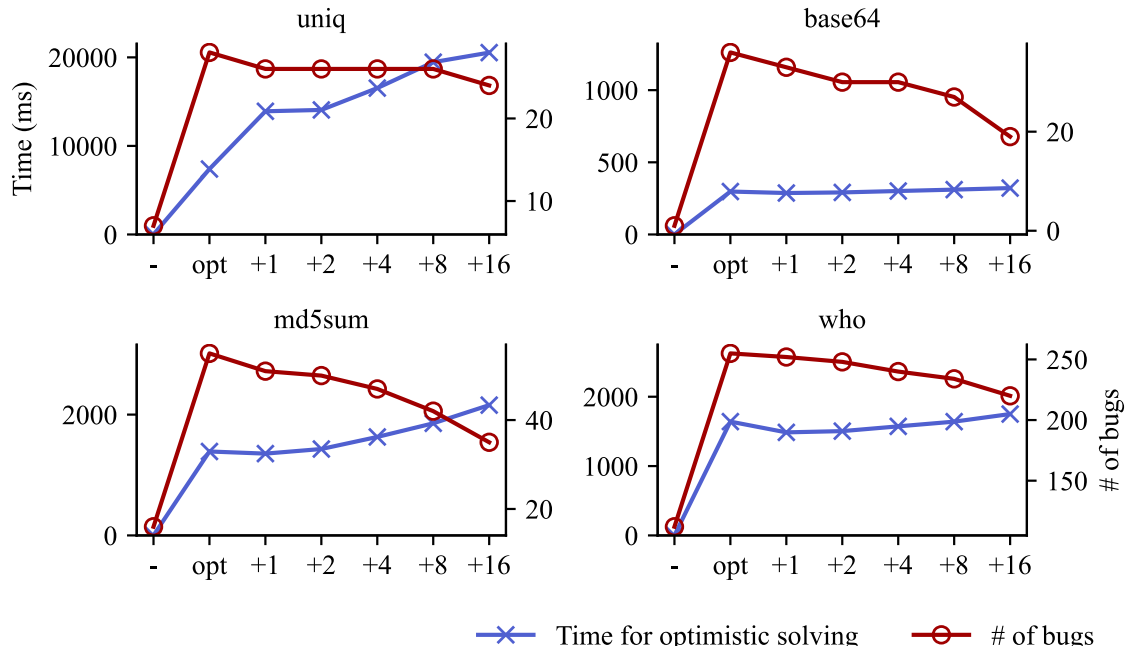 uniq
base64
Time (ms)
20000
10000
0
20
10
1000
500
0
20
0
- opt +1 +2 +4 +8 +16
- opt +1 +2 +4 +8 +16
md5sum
who
2000
0
40
20
2000
1000
0
250
200
150
# of bugs
- opt +1 +2 +4 +8 +16
- opt +1 +2 +4 +8 +16
Time for optimistic solving
# of bugs